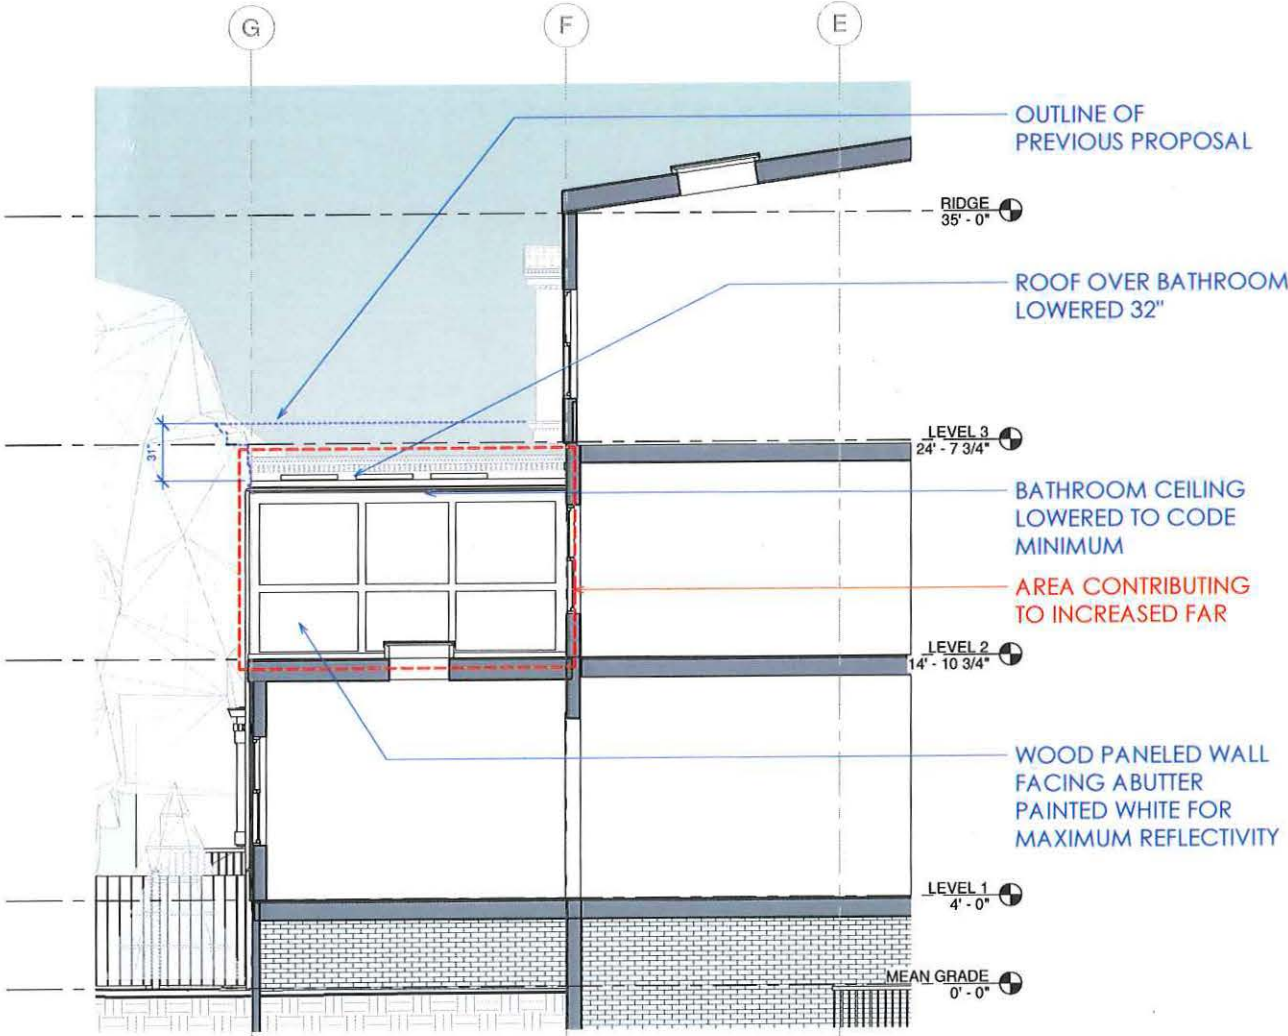 G
F
E
OUTLINE OF
PREVIOUS PROPOSAL
RIDGE
35' - 0"
ROOF OVER BATHROOM
LOWERED 32"
31"
LEVEL 3
24' - 7 3/4"
BATHROOM CEILING
LOWERED TO CODE
MINIMUM
AREA CONTRIBUTING
TO INCREASED FAR
LEVEL 2
14' - 10 3/4"
WOOD PANELED WALL
FACING ABUTTER
PAINTED WHITE FOR
MAXIMUM REFLECTIVITY
LEVEL 1
4' - 0"
MEAN GRADE
0' - 0"